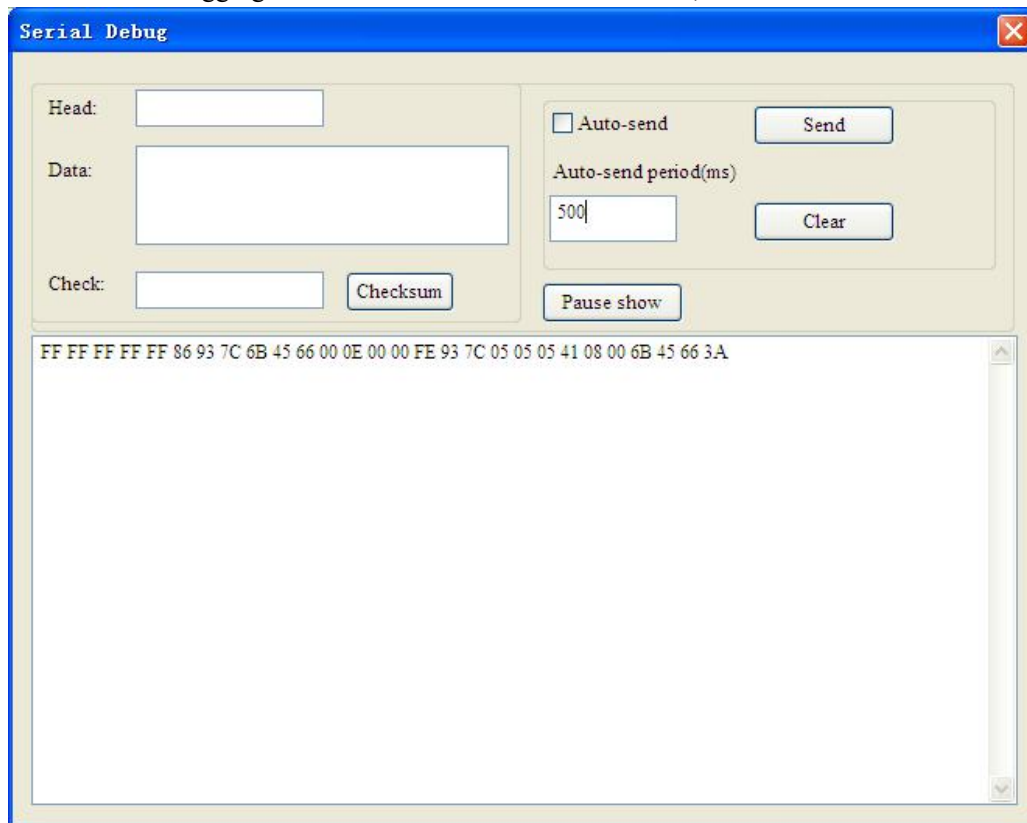 Serial Debug
Head:
Data:
Check:
Checksum
Auto-send
Send
Auto-send period(ms)
500
Clear
Pause show
FF FF FF FF FF 86 93 7C 6B 45 66 00 0E 00 00 FE 93 7C 05 05 05 41 08 00 6B 45 66 3A